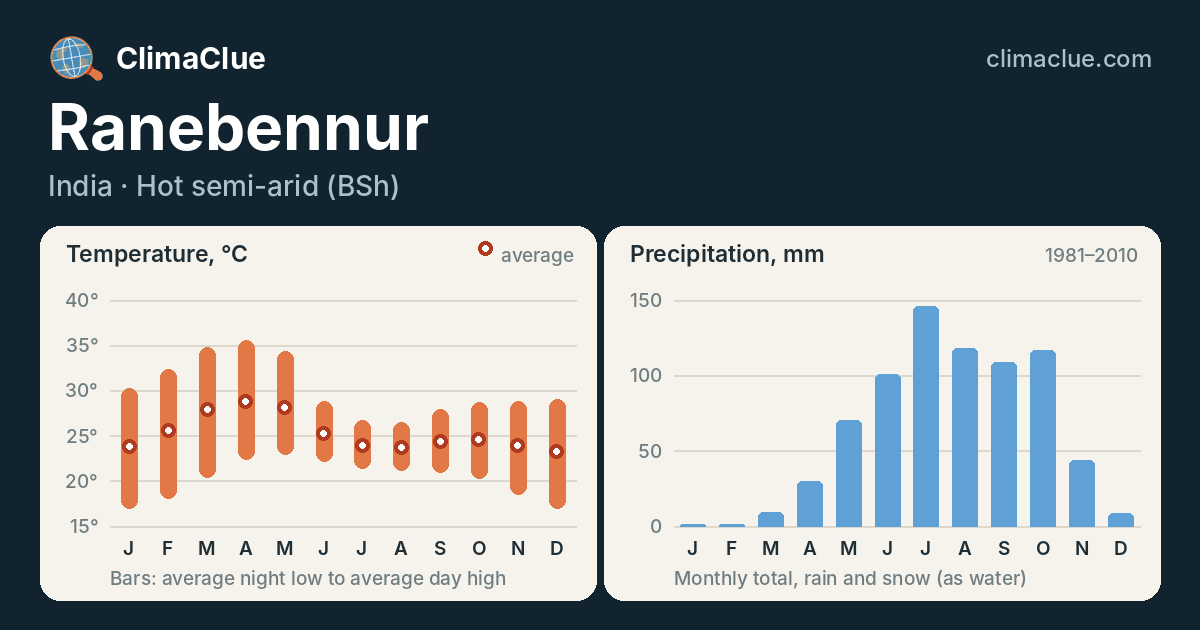 ClimaClue
climaclue.com
Ranebennur
India · Hot semi-arid (BSh)
Temperature, °C
average
40°
35°
30°
25°
20°
15°
J F M A M J J A S O N D
Bars: average night low to average day high
Precipitation, mm
1981–2010
150
100
50
0
J F M A M J J A S O N D
Monthly total, rain and snow (as water)